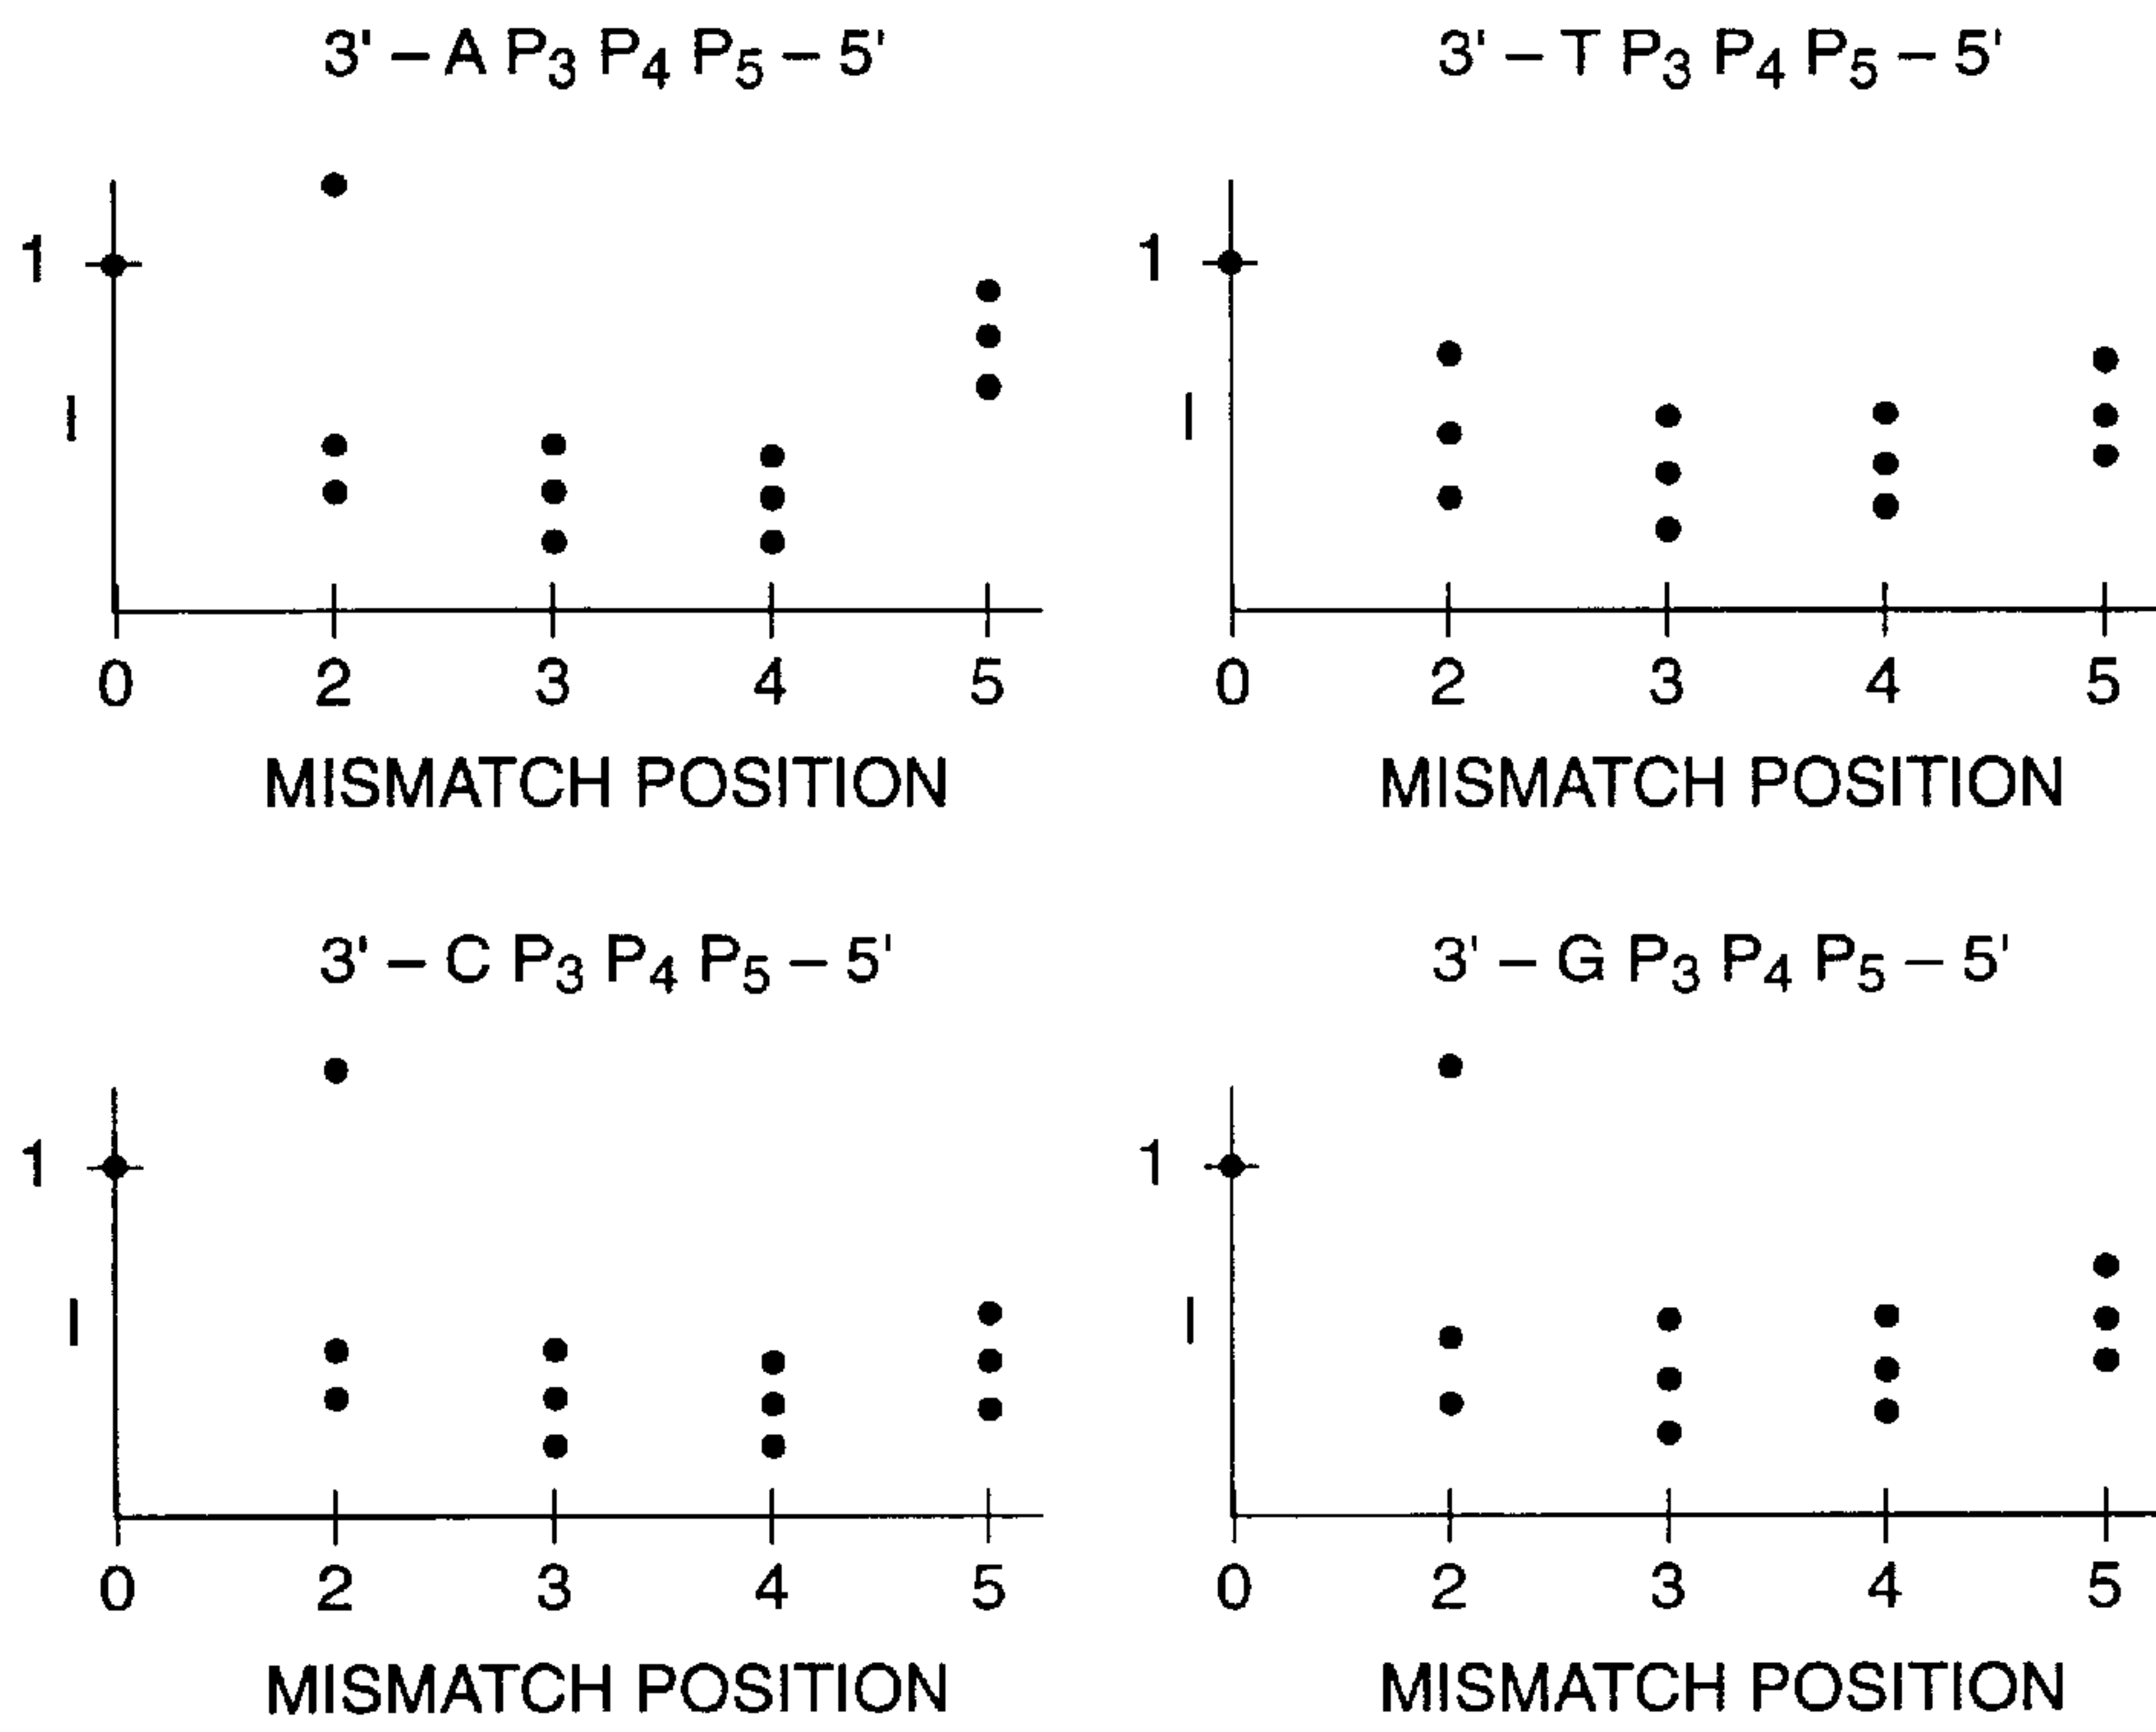 3' – A P3 P4 P5 – 5'
1
I
0 2 3 4 5
MISMATCH POSITION
3' – T P3 P4 P5 – 5'
1
I
0 2 3 4 5
MISMATCH POSITION
3' – C P3 P4 P5 – 5'
1
I
0 2 3 4 5
MISMATCH POSITION
3' – G P3 P4 P5 – 5'
1
I
0 2 3 4 5
MISMATCH POSITION